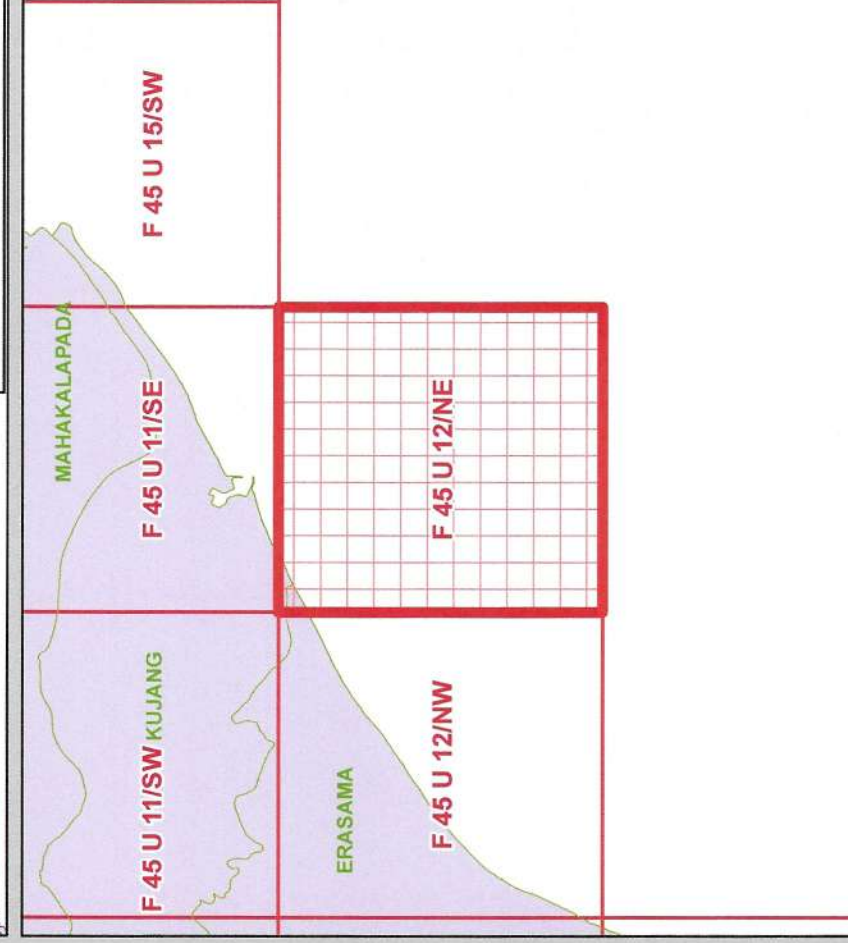 MAHAKALAPADA
F 45 U 11/SW
KUJANG
F 45 U 11/SE
F 45 U 15/SW
ERASAMA
F 45 U 12/NW
F 45 U 12/NE